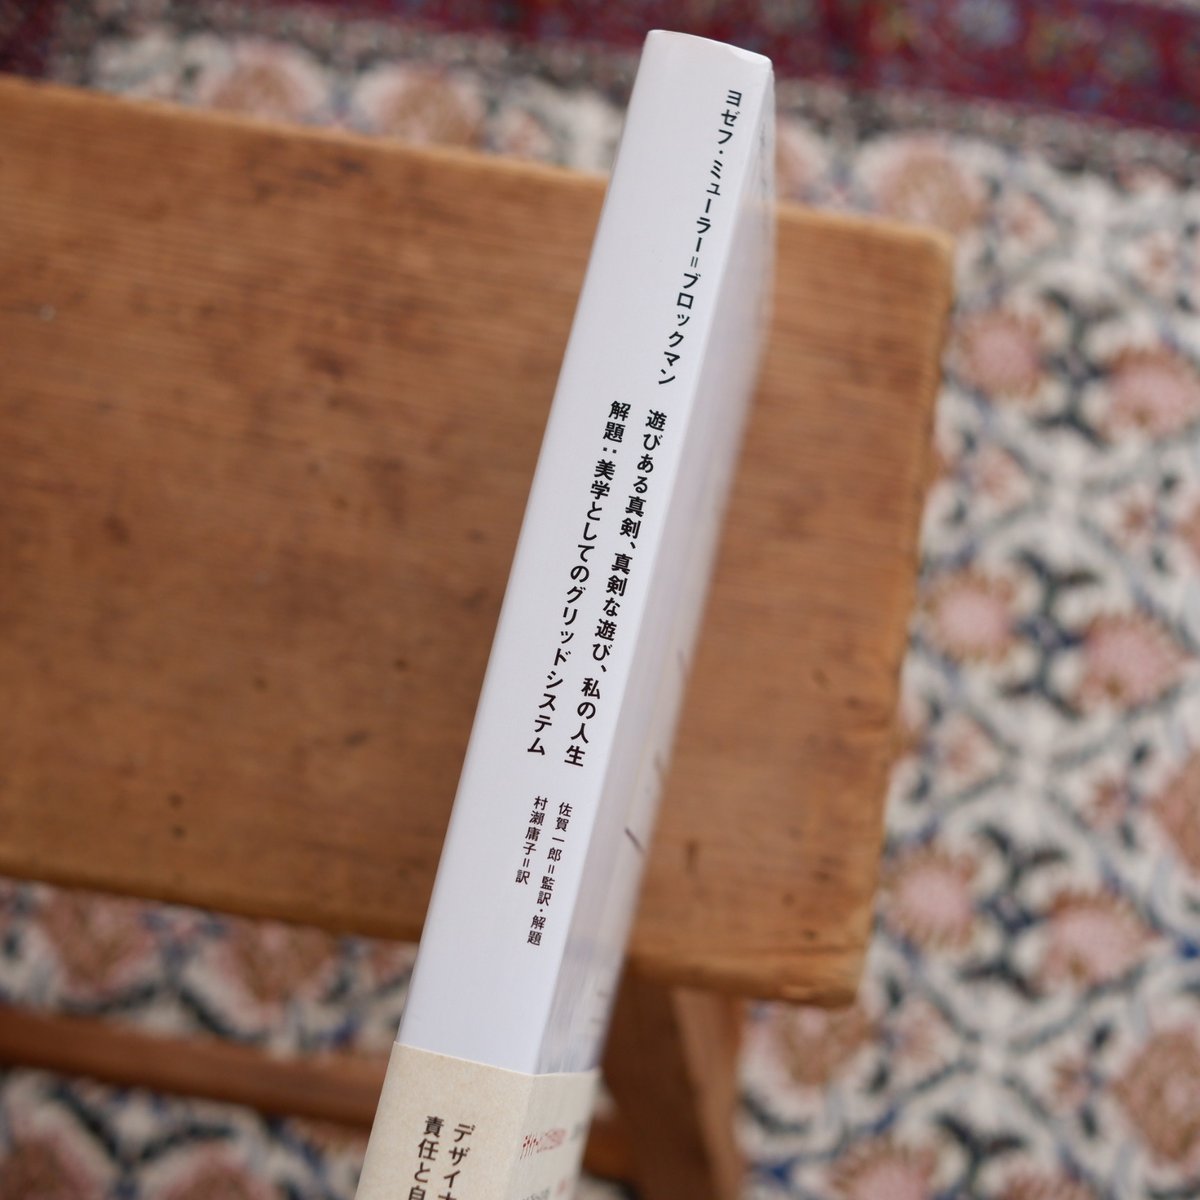 ヨゼフ・ミューラー=ブロックマン
遊びある真剣、真剣な遊び、私の人生
解題:美学としてのグリッドシステム
佐賀一郎=監訳・解題
村瀬庸子=訳
デザイナ
責任と自